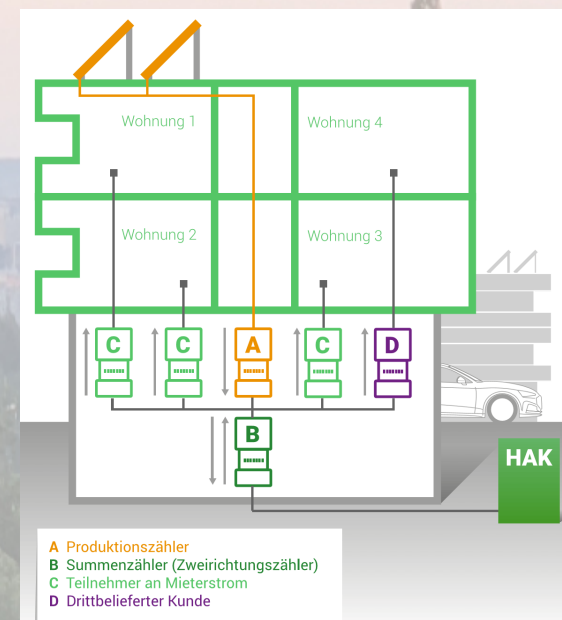 Wohnung 1
Wohnung 4
Wohnung 2
Wohnung 3
C
C
A
C
D
B
HAK
A Produktionszähler
B Summenzähler (Zweirichtungszähler)
C Teilnehmer an Mieterstrom
D Drittbelieferter Kunde